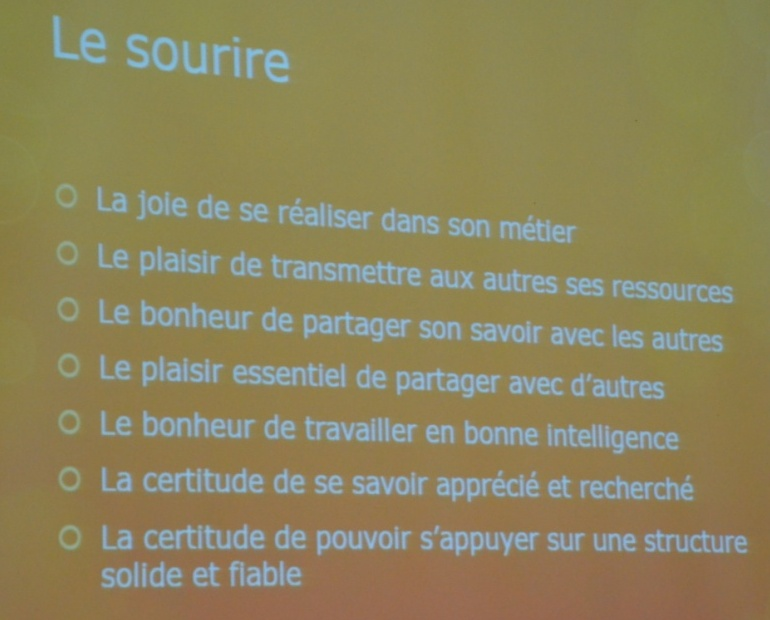 Le sourire
La joie de se réaliser dans son métier
Le plaisir de transmettre aux autres ses ressources
Le bonheur de partager son savoir avec les autres
Le plaisir essentiel de partager avec d'autres
Le bonheur de travailler en bonne intelligence
La certitude de se savoir apprécié et recherché
La certitude de pouvoir s'appuyer sur une structure
solide et fiable